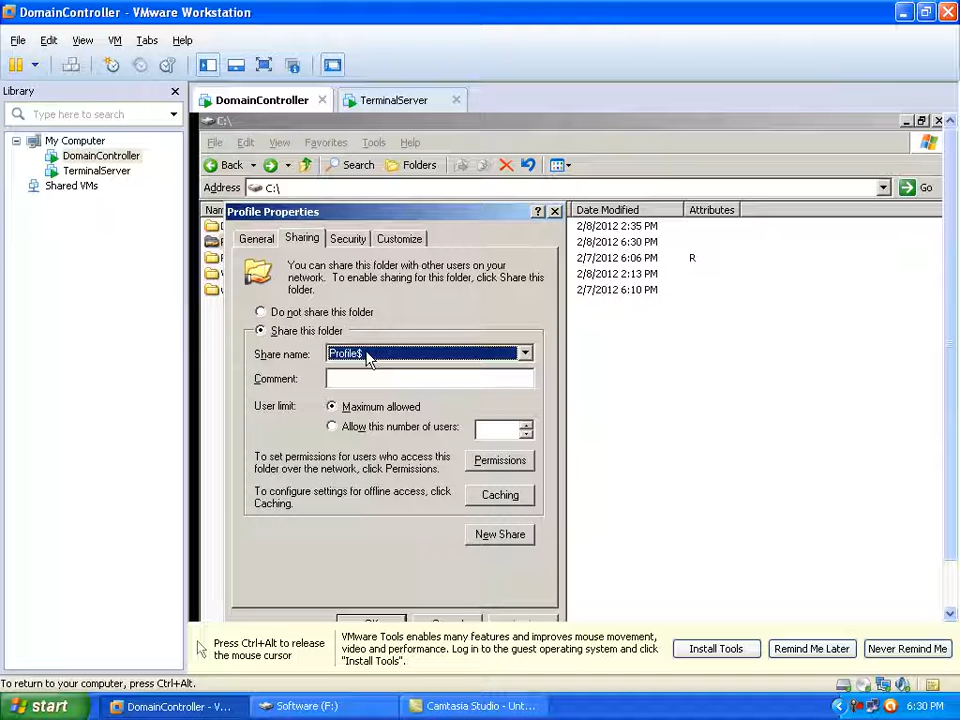 DomainController - VMware Workstation
File Edit View VM Tabs Help
Library
Type here to search
My Computer
DomainController
TerminalServer
Shared VMs
DomainController
TerminalServer
C:\
File Edit View Favorites Tools Help
Back Search Folders
Address C:\ Go
Date Modified Attributes
2/8/2012 2:35 PM
2/8/2012 6:30 PM
2/7/2012 6:06 PM R
2/8/2012 2:13 PM
2/7/2012 6:10 PM
Profile Properties
General Sharing Security Customize
You can share this folder with other users on your
network. To enable sharing for this folder, click Share this
folder.
Do not share this folder
Share this folder
Share name: Profile$
Comment:
User limit: Maximum allowed
Allow this number of users:
To set permissions for users who access this
folder over the network, click Permissions.
Permissions
To configure settings for offline access, click
Caching.
Caching
New Share
Press Ctrl+Alt to release
the mouse cursor
VMware Tools enables many features and improves mouse movement,
video and performance. Log in to the guest operating system and click
"Install Tools".
Install Tools Remind Me Later Never Remind Me
To return to your computer, press Ctrl+Alt.
start DomainController - V... Software (F:) Camtasia Studio - Unt... 6:30 PM